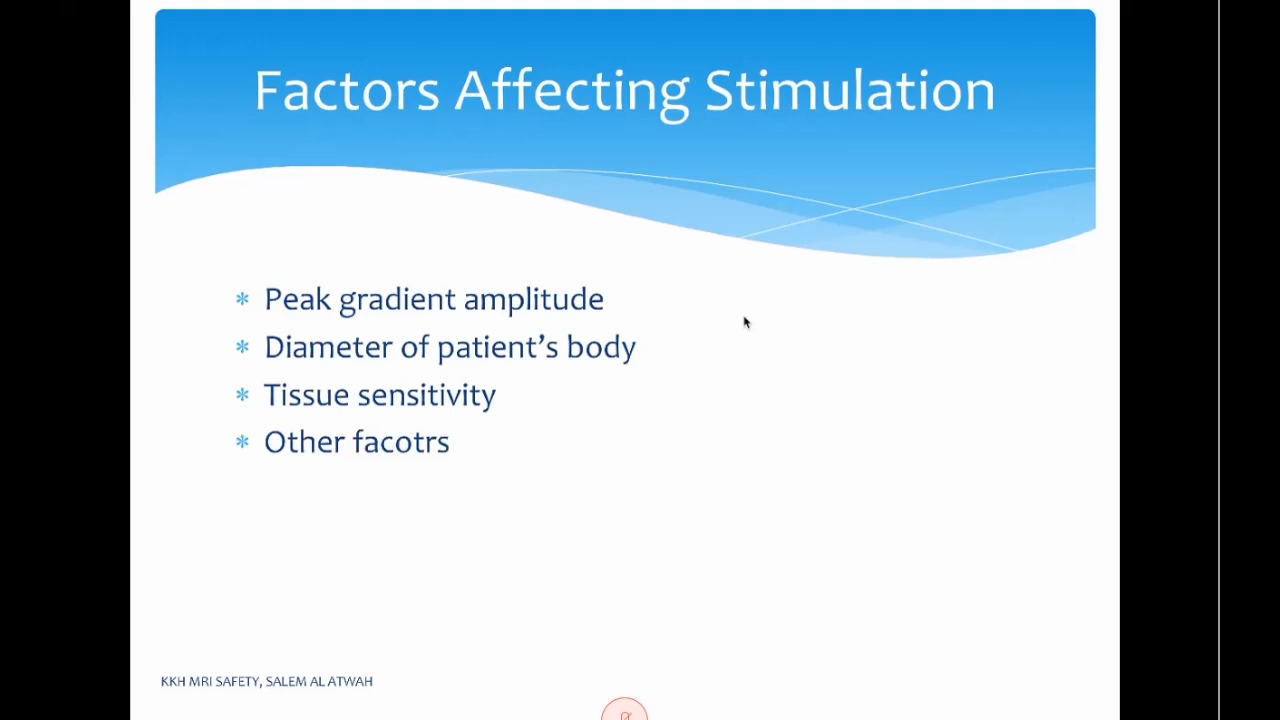 Factors Affecting Stimulation
* Peak gradient amplitude
* Diameter of patient's body
* Tissue sensitivity
* Other facotrs
KKH MRI SAFETY, SALEM AL ATWAH